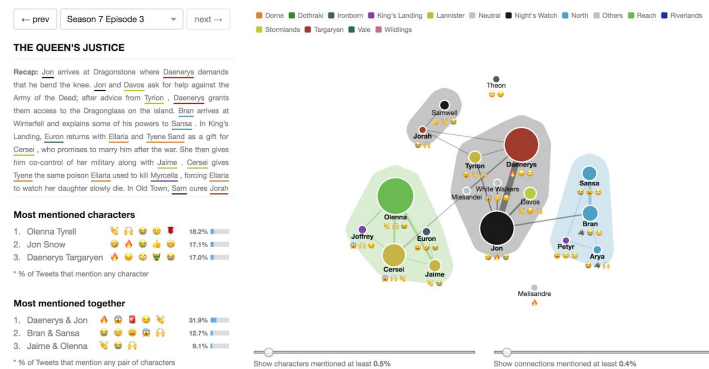 ← prev
Season 7 Episode 3
next →
THE QUEEN'S JUSTICE
Recap: Jon arrives at Dragonstone where Daenerys demands
that he bend the knee. Jon and Davos ask for help against the
Army of the Dead; after advice from Tyrion , Daenerys grants
them access to the Dragonglass on the island. Bran arrives at
Winterfell and explains some of his powers to Sansa . In King's
Landing, Euron returns with Ellaria and Tyene Sand as a gift for
Cersei , who promises to marry him after the war. She then gives
him co-control of her military along with Jaime . Cersei gives
Tyene the same poison Ellaria used to kill Myrcella , forcing Ellaria
to watch her daughter slowly die. In Old Town, Sam cures Jorah
Most mentioned characters
1. Olenna Tyrell 18.2%
2. Jon Snow 17.1%
3. Daenerys Targaryen 17.0%
* % of Tweets that mention any character
Most mentioned together
1. Daenerys & Jon 31.9%
2. Bran & Sansa 12.7%
3. Jaime & Olenna 9.1%
* % of Tweets that mention any pair of characters
Dorne Dothraki Ironborn King's Landing Lannister Neutral Night's Watch North Others Reach Riverlands
Stormlands Targaryen Vale Wildlings
Theon
Samwell
Jorah
Tyrion
Daenerys
White Walkers
Missandei
Davos
Sansa
Olenna
Bran
Joffrey
Euron
Jon
Petyr
Arya
Cersei
Jaime
Melisandre
Show characters mentioned at least 0.5%
Show connections mentioned at least 0.4%